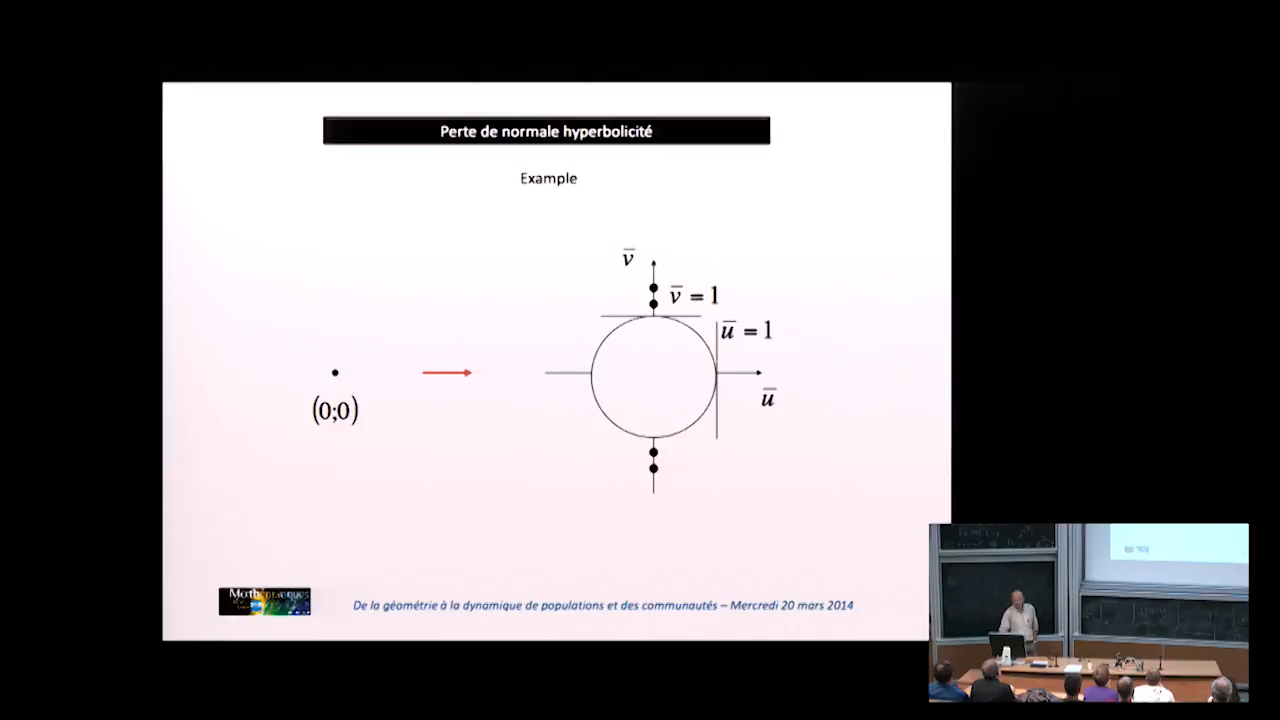 Perte de normale hyperbolicité
Example
v̅
v̅ = 1
u̅ = 1
(0;0)
u̅
De la géométrie à la dynamique de populations et des communautés – Mercredi 20 mars 2014